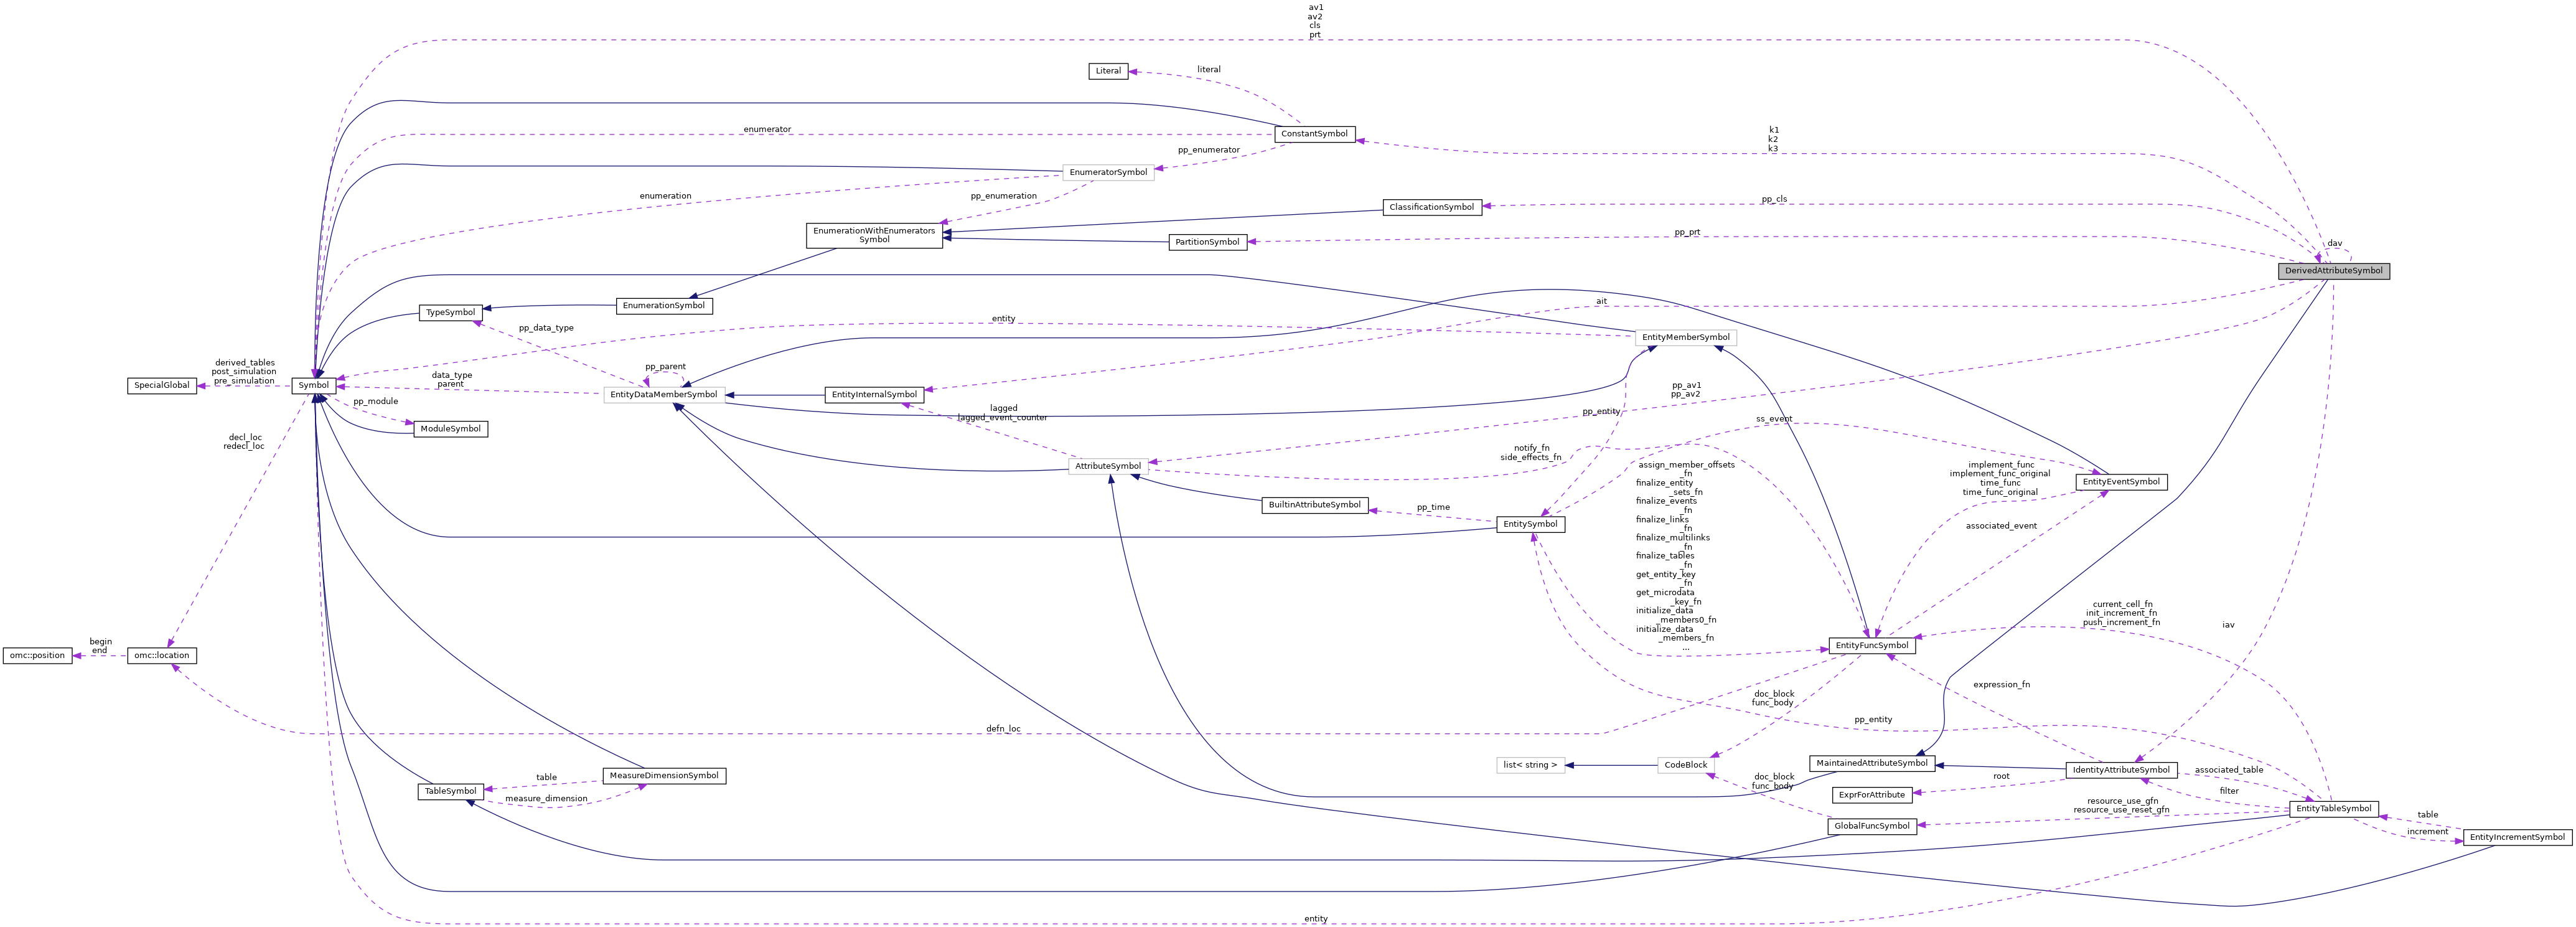 av1
av2
cls
prt
Literal
literal
ConstantSymbol
enumerator
k1
k2
k3
pp_enumerator
EnumeratorSymbol
enumeration
pp_enumeration
ClassificationSymbol
pp_cls
EnumerationWithEnumerators
Symbol
PartitionSymbol
pp_prt
dav
DerivedAttributeSymbol
EnumerationSymbol
ait
TypeSymbol
entity
pp_data_type
EntityMemberSymbol
derived_tables
post_simulation
pre_simulation
SpecialGlobal
Symbol
data_type
parent
pp_parent
EntityDataMemberSymbol
EntityInternalSymbol
pp_av1
pp_av2
pp_module
lagged
lagged_event_counter
pp_entity
ss_event
ModuleSymbol
decl_loc
redecl_loc
notify_fn
side_effects_fn
AttributeSymbol
EntityEventSymbol
implement_func
implement_func_original
time_func
time_func_original
BuiltinAttributeSymbol
pp_time
EntitySymbol
assign_member_offsets
_fn
finalize_entity
_sets_fn
finalize_events
_fn
finalize_links
_fn
finalize_multilinks
_fn
finalize_tables
_fn
get_entity_key
_fn
get_microdata
_key_fn
initialize_data
_members0_fn
initialize_data
_members_fn
...
associated_event
current_cell_fn
init_increment_fn
push_increment_fn
iav
EntityFuncSymbol
omc::position
begin
end
omc::location
expression_fn
doc_block
func_body
pp_entity
defn_loc
list< string >
CodeBlock
MaintainedAttributeSymbol
IdentityAttributeSymbol
associated_table
MeasureDimensionSymbol
table
TableSymbol
measure_dimension
doc_block
func_body
root
ExprForAttribute
filter
resource_use_gfn
resource_use_reset_gfn
EntityTableSymbol
table
GlobalFuncSymbol
increment
EntityIncrementSymbol
entity